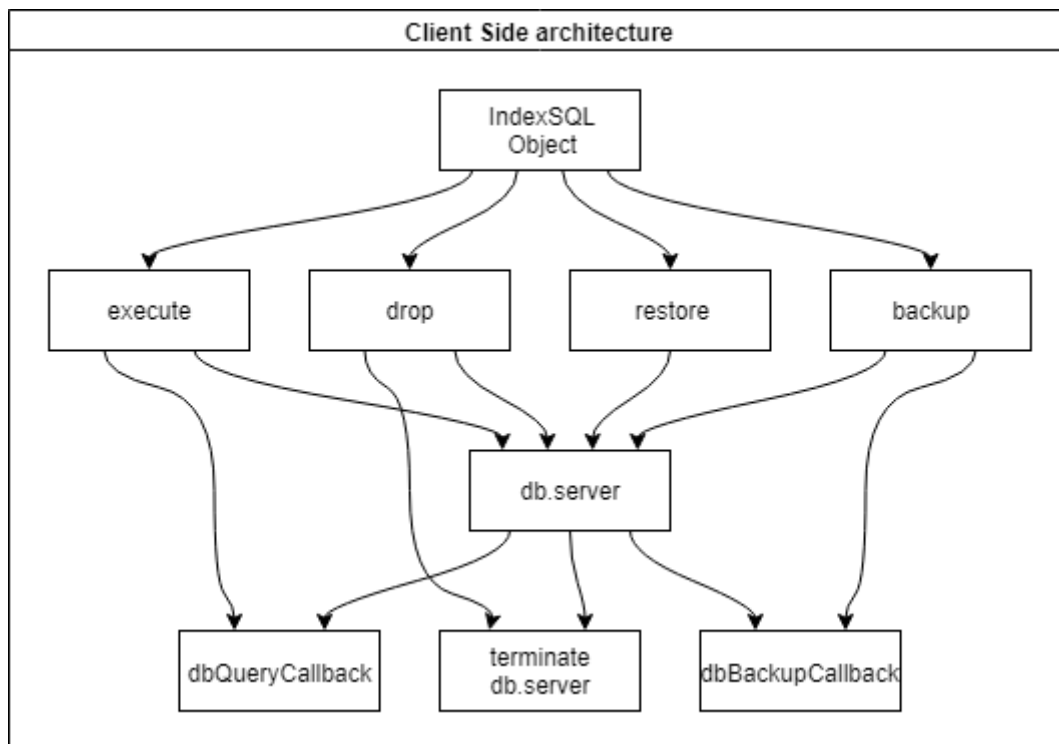 Client Side architecture
IndexSQL
Object
execute
drop
restore
backup
db.server
dbQueryCallback
terminate
db.server
dbBackupCallback